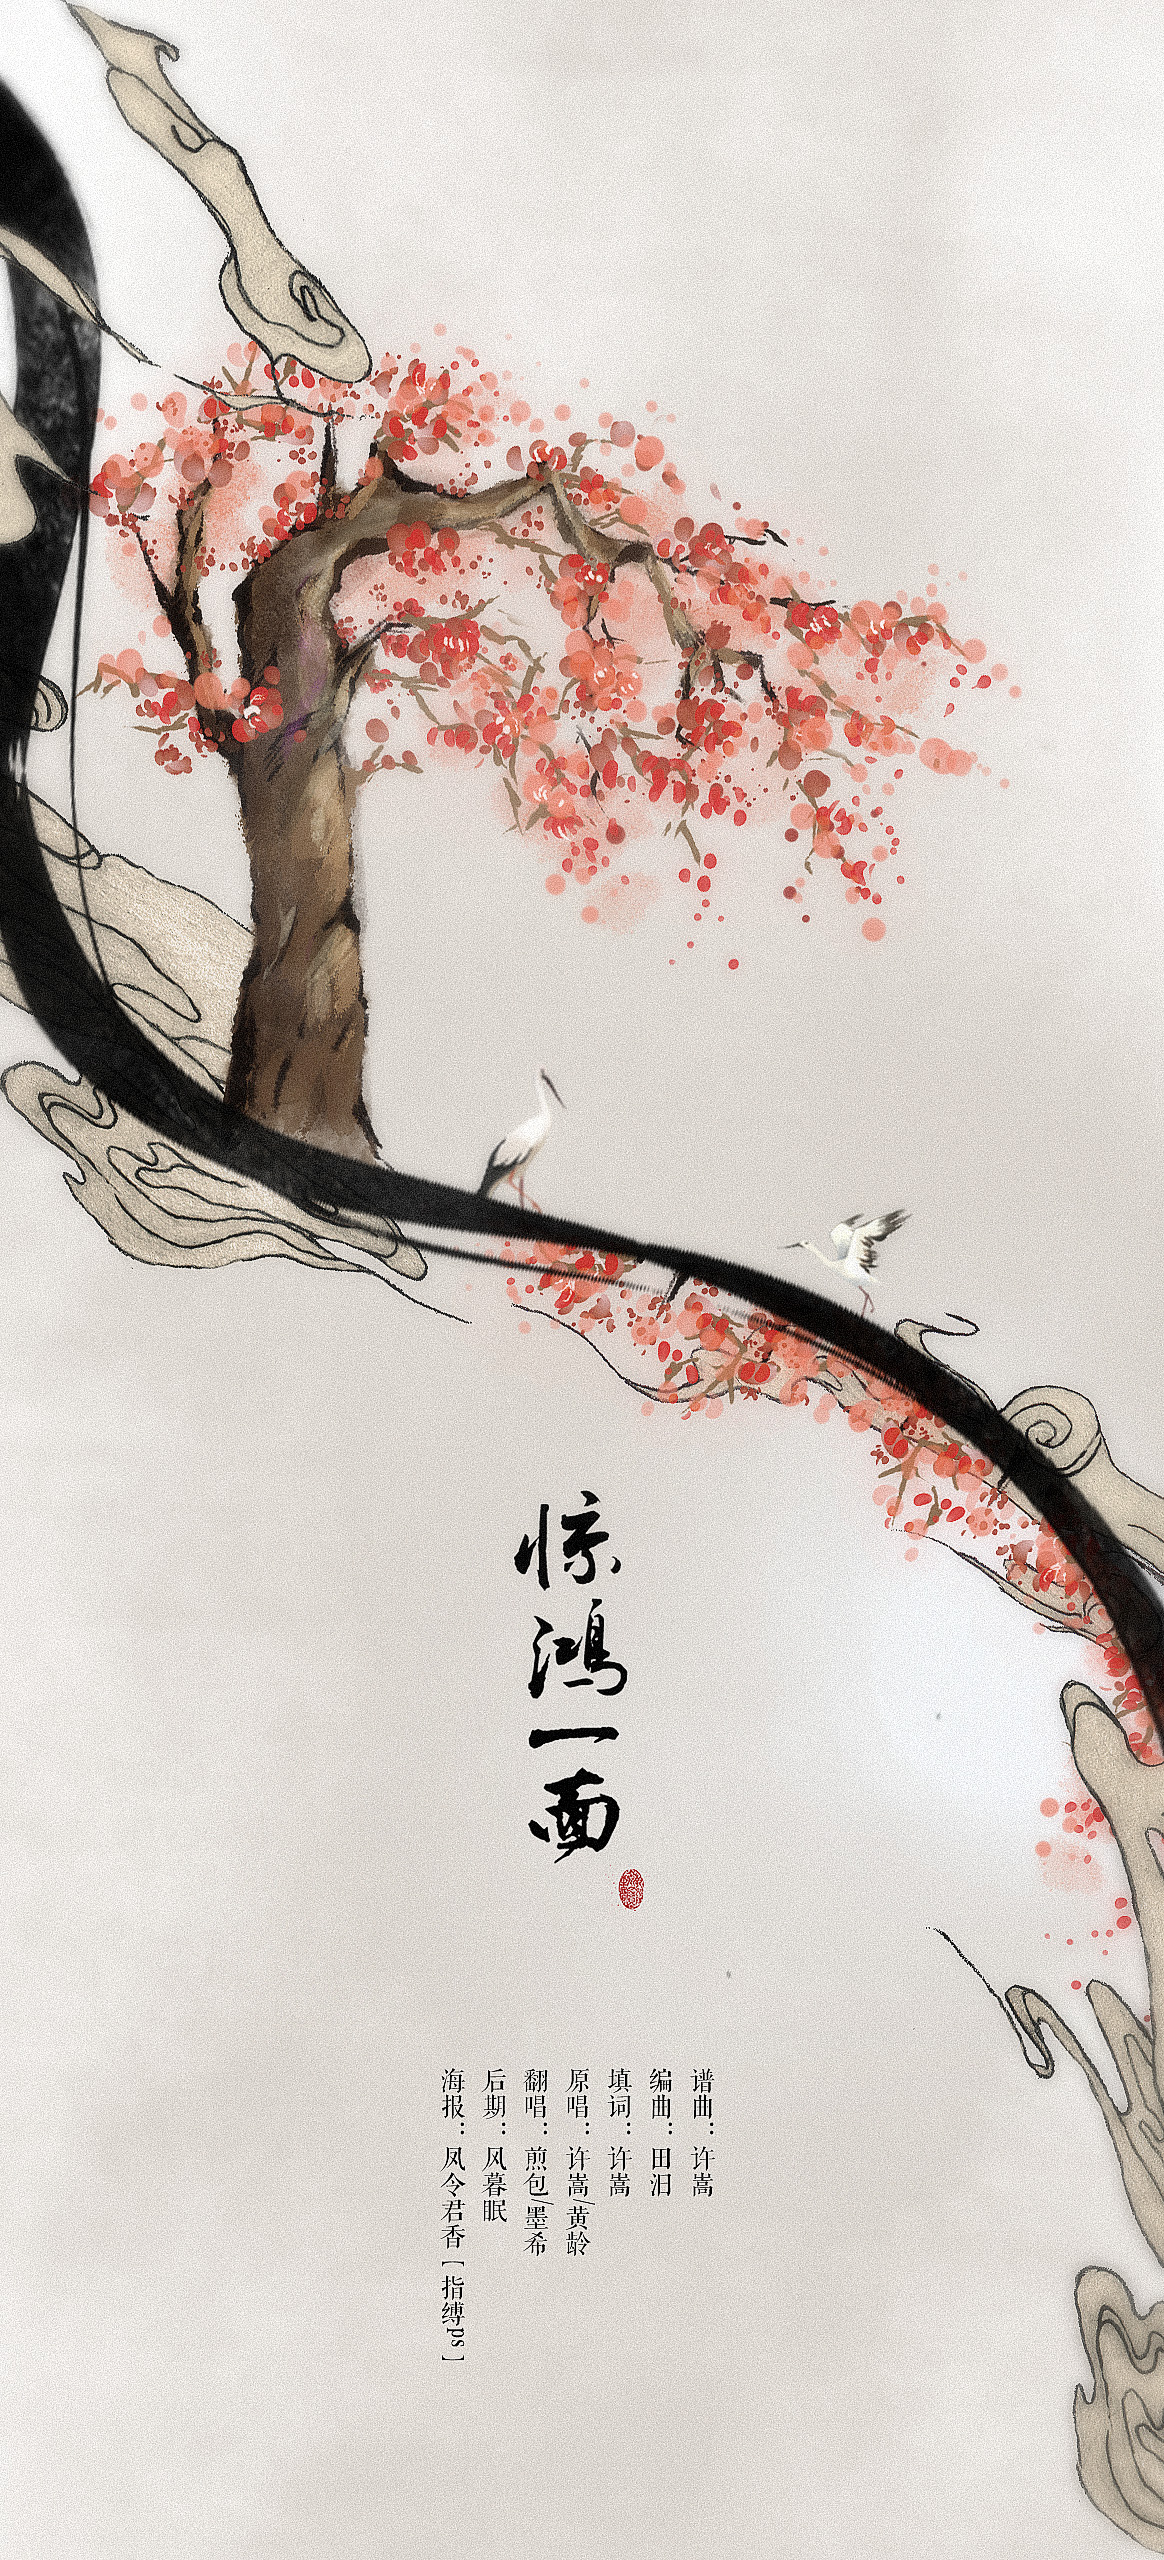 惊鸿一面
谱曲：许嵩
编曲：田汩
填词：许嵩
原唱：许嵩/黄龄
翻唱：煎包/墨希
后期：风暮眠
海报：凤令君香［指缚ps］